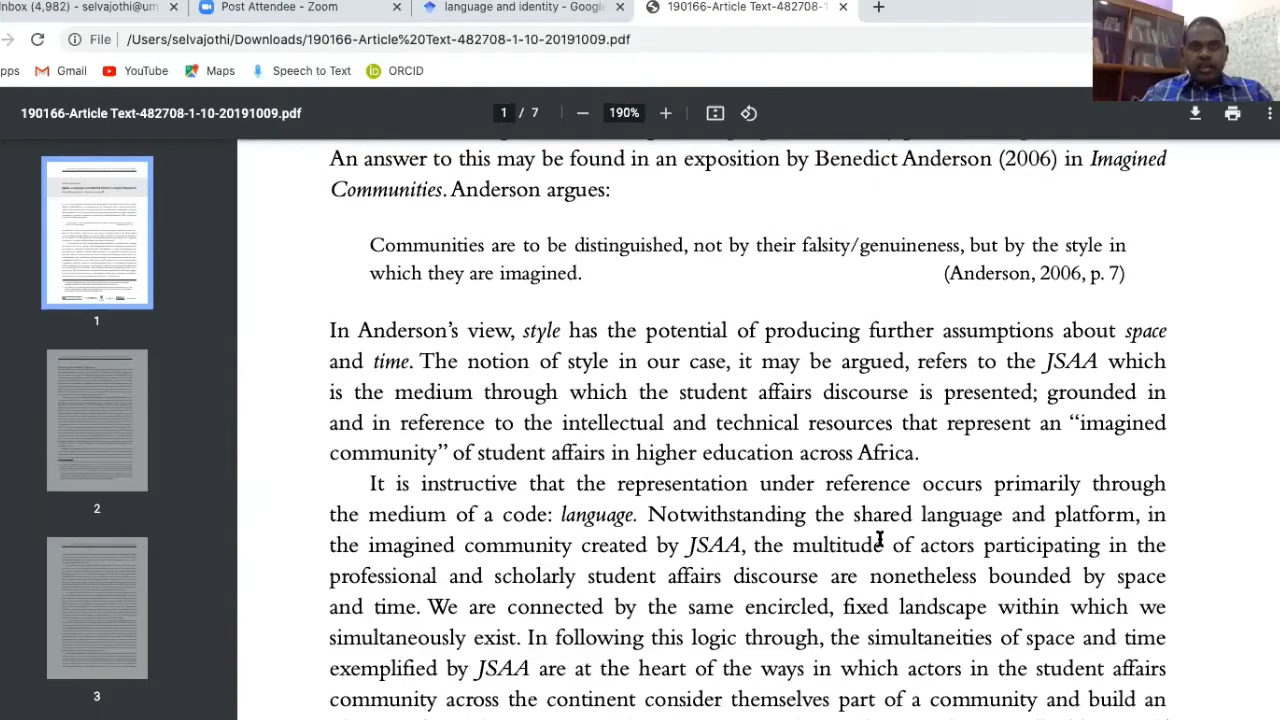 Inbox (4,982) - selvajothi@um
Post Attendee - Zoom
language and identity - Google
190166-Article Text-482708-1
File
/Users/selvajothi/Downloads/190166-Article%20Text-482708-1-10-20191009.pdf
pps
Gmail
YouTube
Maps
Speech to Text
ORCID
190166-Article Text-482708-1-10-20191009.pdf
1 / 7
190%
An answer to this may be found in an exposition by Benedict Anderson (2006) in Imagined
Communities. Anderson argues:
Communities are to be distinguished, not by their falsity/genuineness, but by the style in
which they are imagined. (Anderson, 2006, p. 7)
In Anderson’s view, style has the potential of producing further assumptions about space
and time. The notion of style in our case, it may be argued, refers to the JSAA which
is the medium through which the student affairs discourse is presented; grounded in
and in reference to the intellectual and technical resources that represent an “imagined
community” of student affairs in higher education across Africa.
It is instructive that the representation under reference occurs primarily through
the medium of a code: language. Notwithstanding the shared language and platform, in
the imagined community created by JSAA, the multitude of actors participating in the
professional and scholarly student affairs discourse are nonetheless bounded by space
and time. We are connected by the same encircled, fixed landscape within which we
simultaneously exist. In following this logic through, the simultaneities of space and time
exemplified by JSAA are at the heart of the ways in which actors in the student affairs
community across the continent consider themselves part of a community and build an
1
2
3